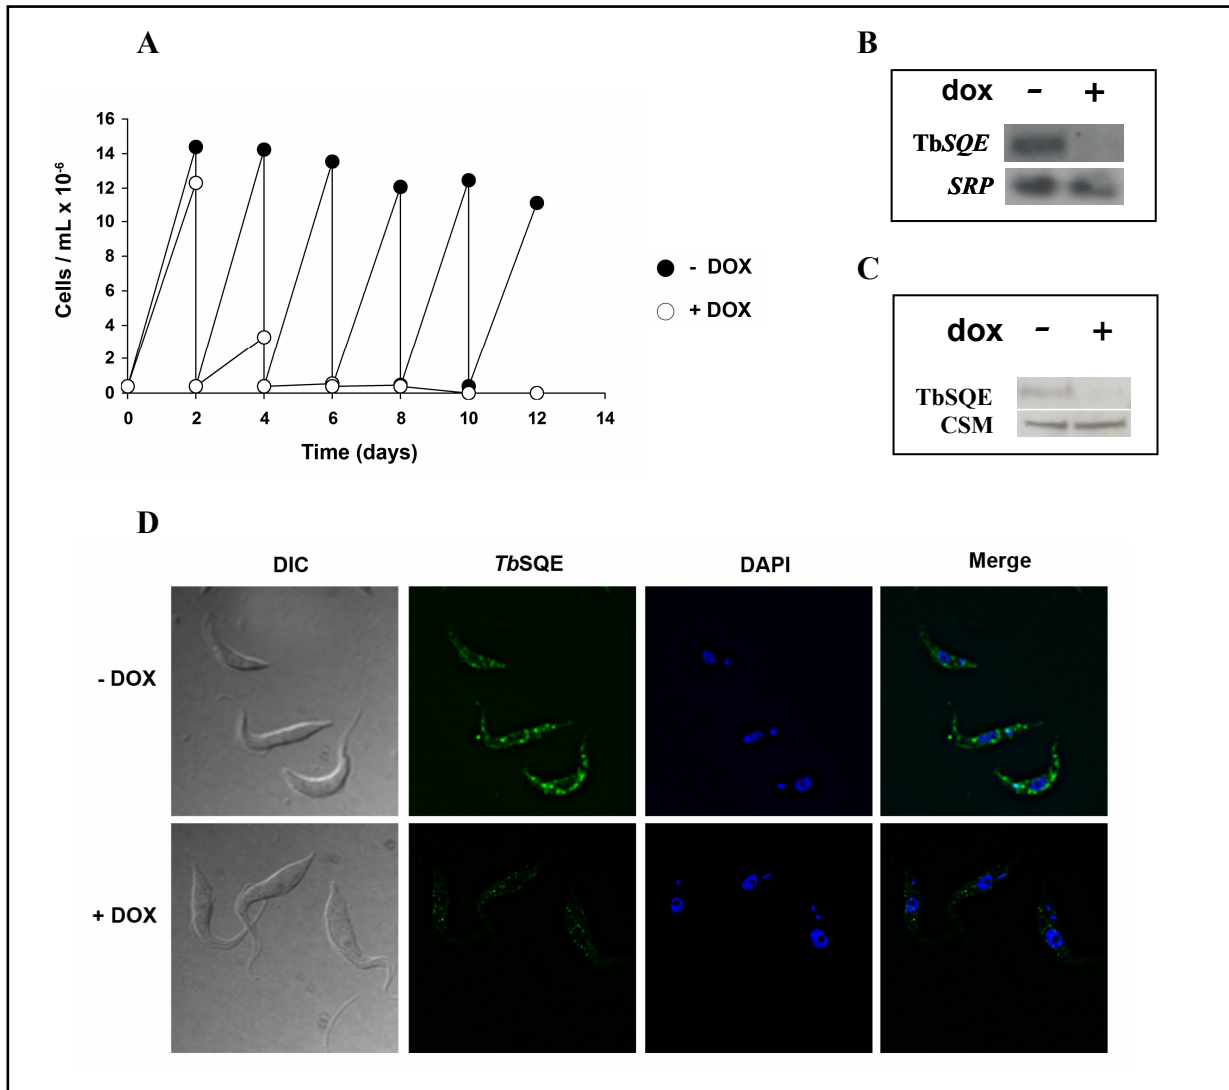 A
16
14
12
10
8
6
4
2
0
Cells / mL x 10-6
0 2 4 6 8 10 12 14
Time (days)
- DOX
+ DOX
B
dox - +
TbSQE
SRP
C
dox - +
TbSQE
CSM
D
DIC TbSQE DAPI Merge
- DOX
+ DOX